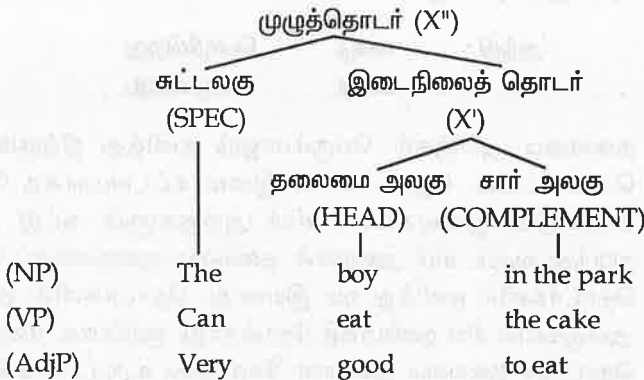 முழுத்தொடர் (X")
சுட்டலகு இடைநிலைத் தொடர்
(SPEC) (X')
தலைமை அலகு சார் அலகு
(HEAD) (COMPLEMENT)
(NP) The boy in the park
(VP) Can eat the cake
(AdjP) Very good to eat